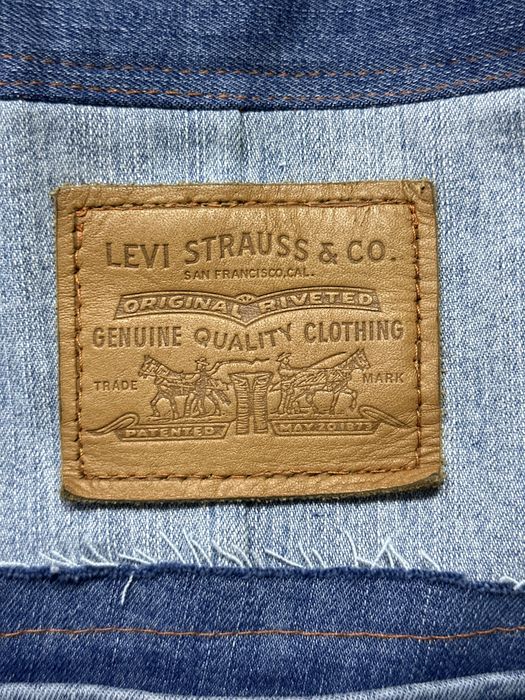 LEVI STRAUSS & CO.
SAN FRANCISCO, CAL.
ORIGINAL RIVETED
GENUINE QUALITY CLOTHING
TRADE MARK
PATENTED MAY 20 1873